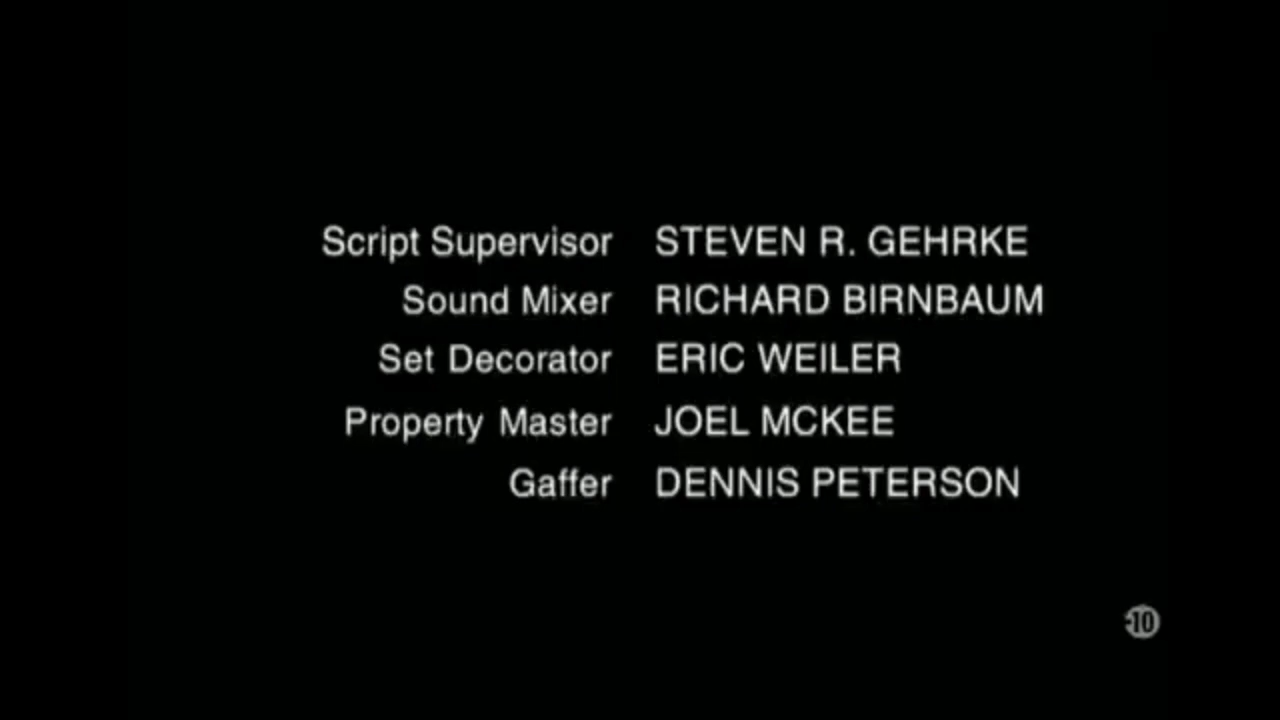 Script Supervisor STEVEN R. GEHRKE
Sound Mixer RICHARD BIRNBAUM
Set Decorator ERIC WEILER
Property Master JOEL MCKEE
Gaffer DENNIS PETERSON
-10